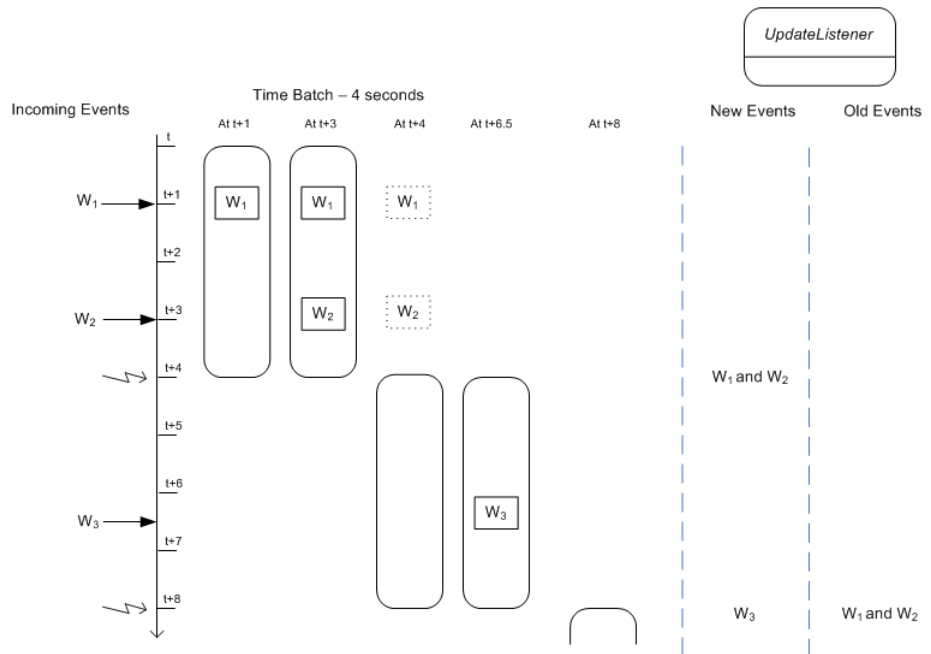 UpdateListener
Time Batch – 4 seconds
Incoming Events
New Events
Old Events
At t+1
At t+3
At t+4
At t+6.5
At t+8
t
W₁
t+1
W₁
W₁
W₁
t+2
W₂
t+3
W₂
W₂
t+4
W₁ and W₂
t+5
t+6
W₃
W₃
t+7
t+8
W₃
W₁ and W₂